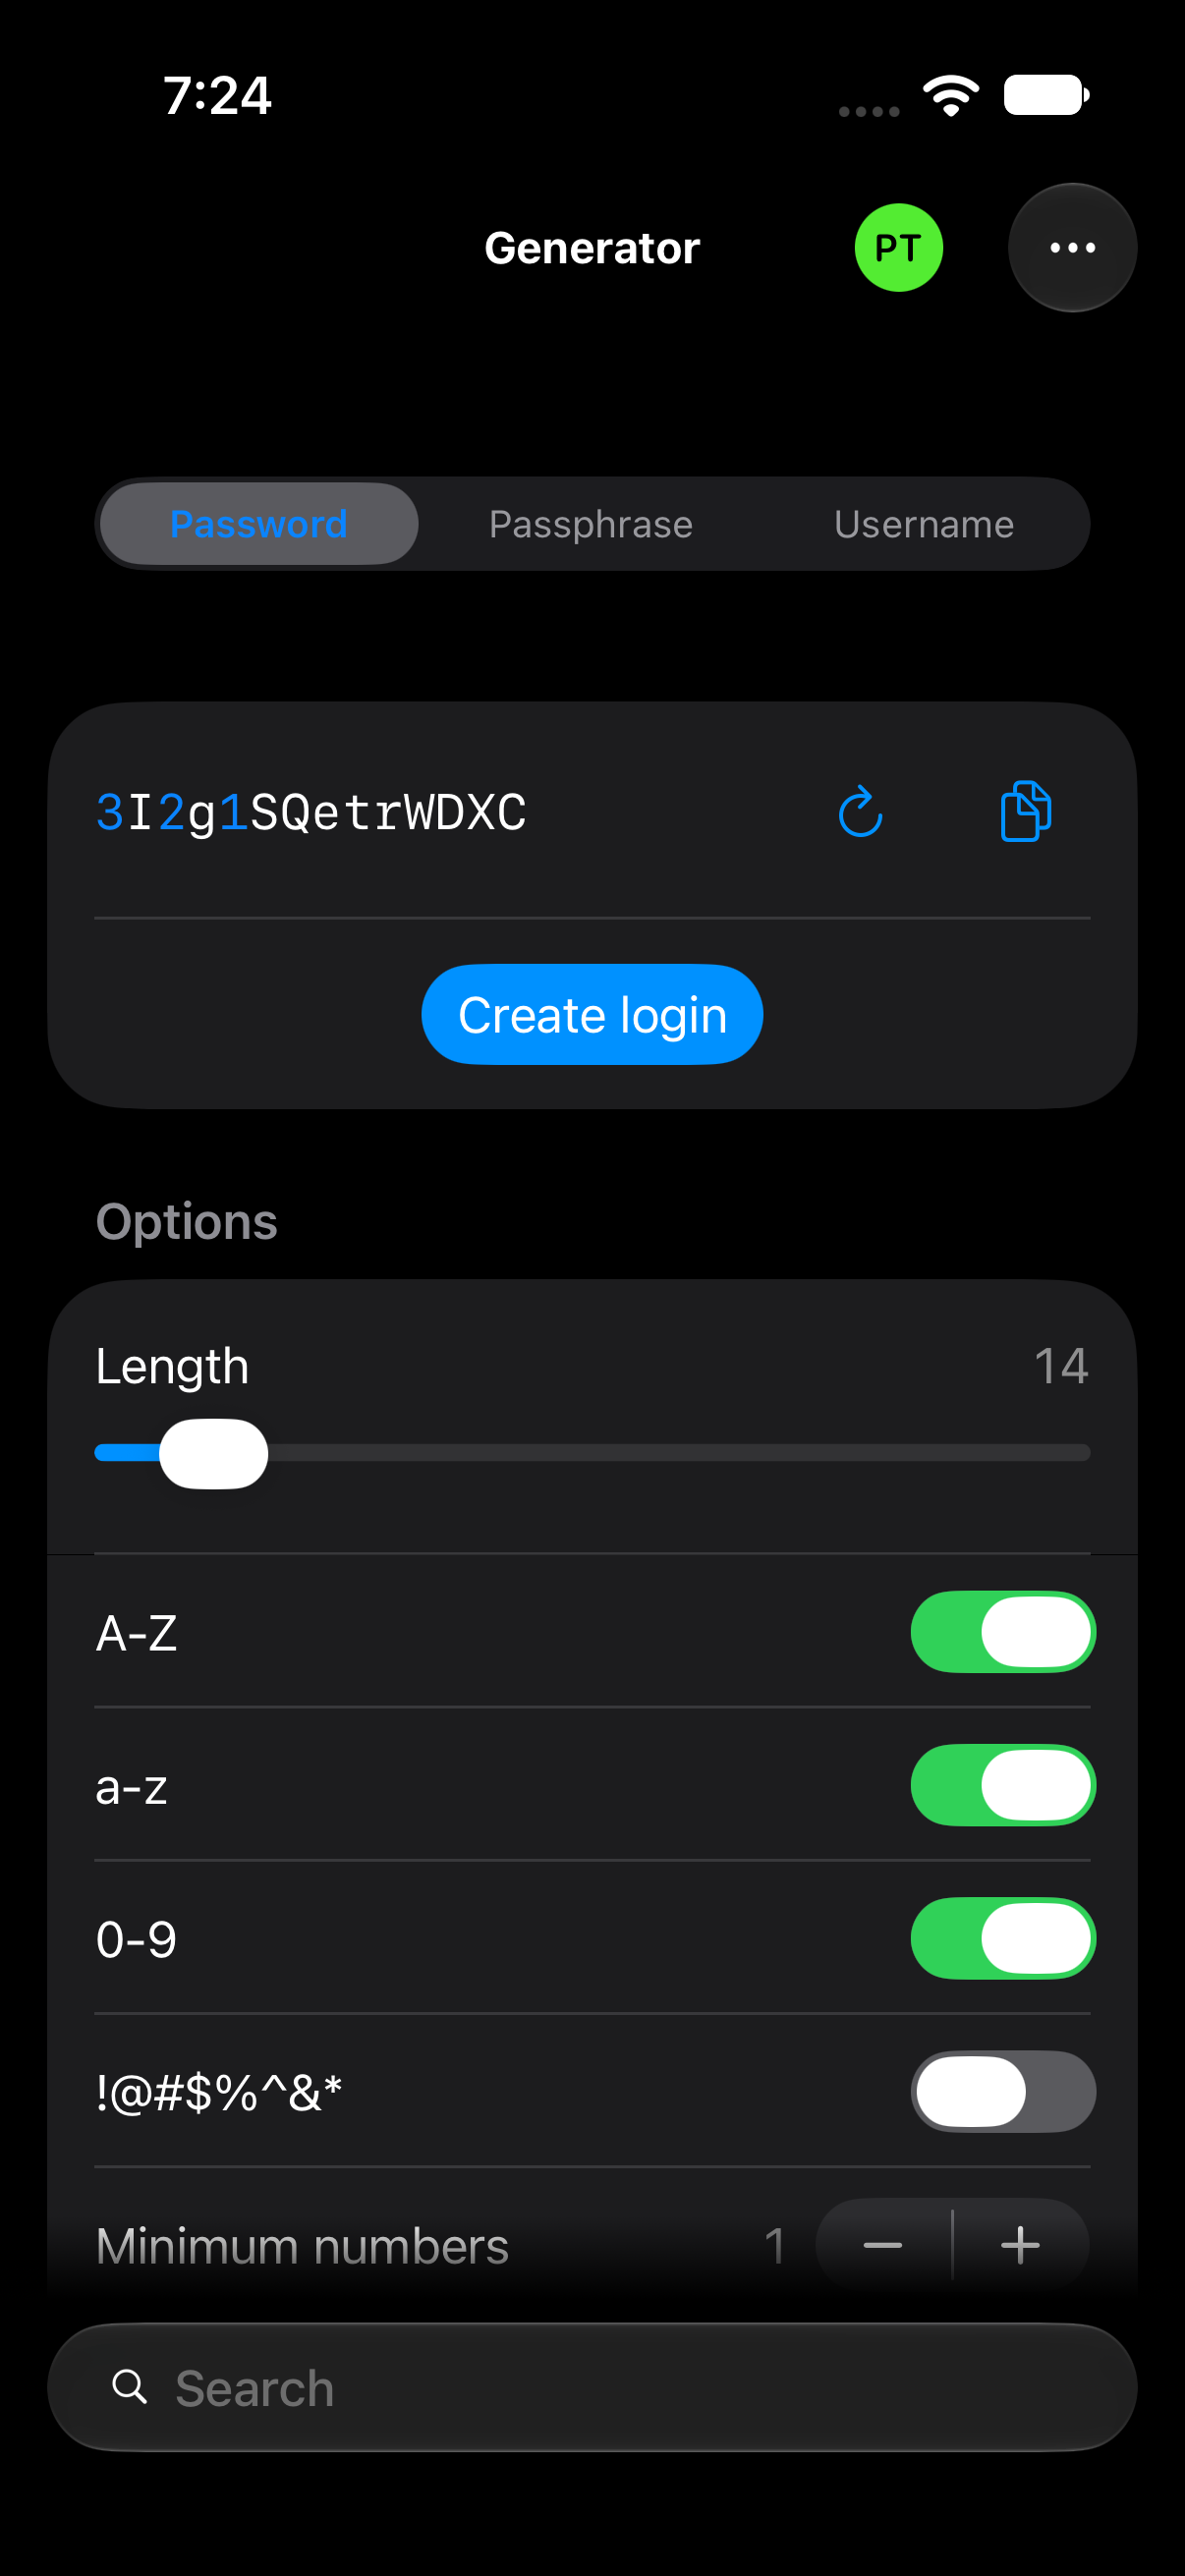 7:24
Generator PT
Password Passphrase Username
3I2g1SQetrWDXC
Create login
Options
Length 14
A-Z
a-z
0-9
!@#$%^&*
Minimum numbers 1
Search